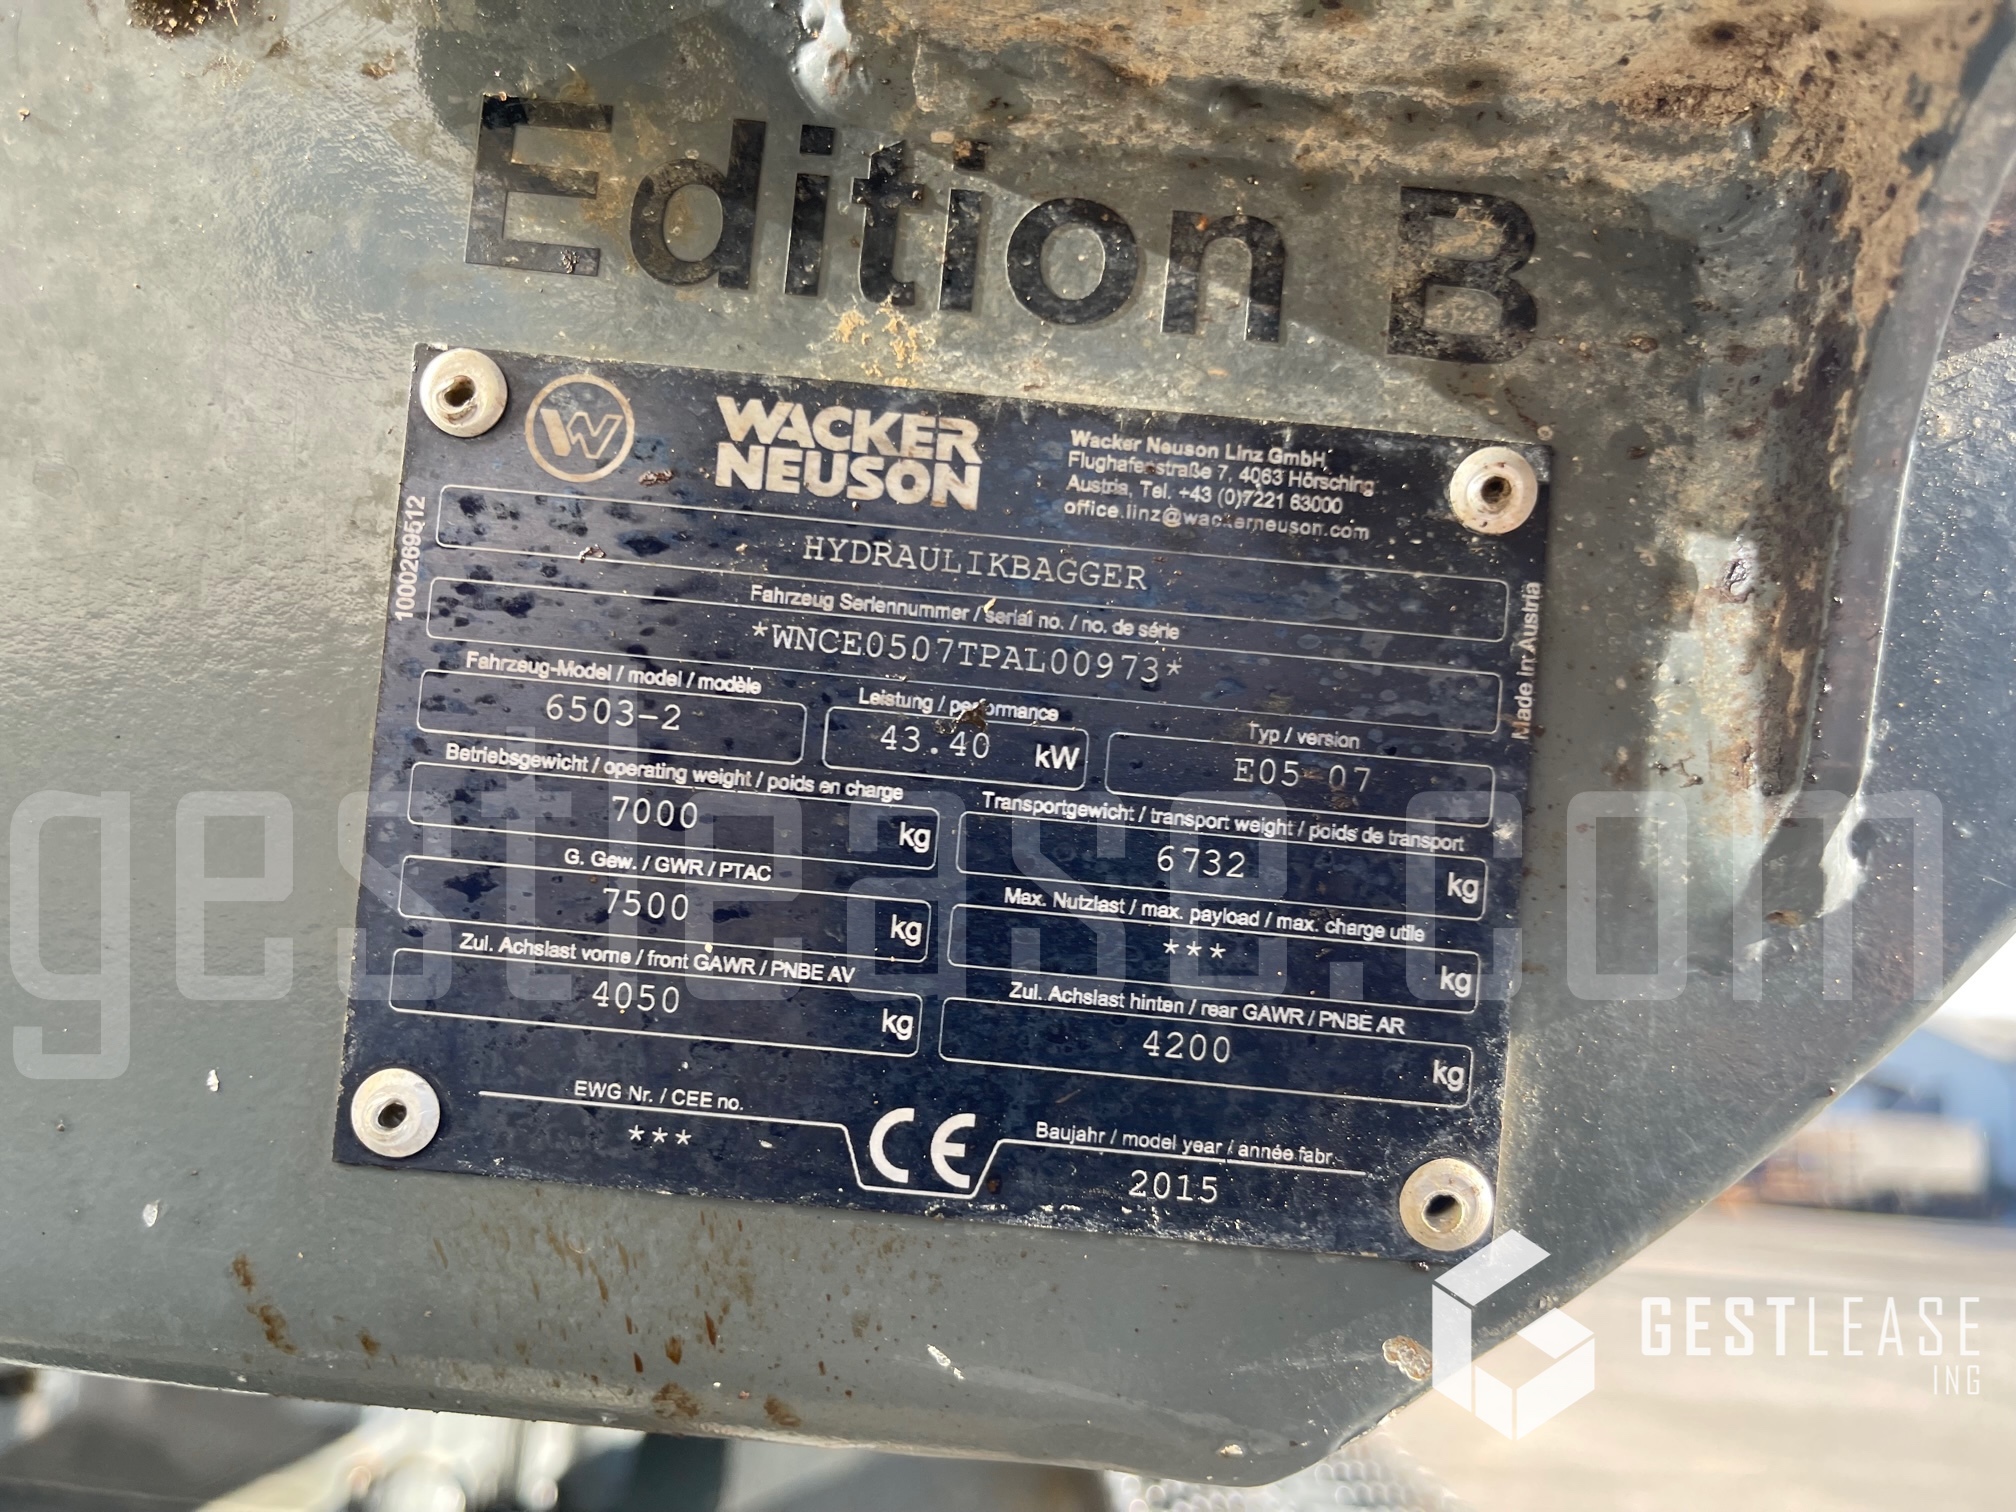 Edition B
WACKER NEUSON
Wacker Neuson Linz GmbH,
Flughafenstraße 7, 4063 Hörsching
Austria, Tel. +43 (0)7221 63000
office.linz@wackerneuson.com
1000269512
Made in Austria
HYDRAULIKBAGGER
Fahrzeug Seriennummer / serial no. / no. de série
*WNCE0507TPAL00973*
Fahrzeug-Model / model / modèle
6503-2
Leistung / performance
43.40 kW
Typ / version
E05-07
Betriebsgewicht / operating weight / poids en charge
7000 kg
Transportgewicht / transport weight / poids de transport
6732 kg
G. Gew. / GWR / PTAC
7500 kg
Max. Nutzlast / max. payload / max. charge utile
*** kg
Zul. Achslast vorne / front GAWR / PNBE AV
4050 kg
Zul. Achslast hinten / rear GAWR / PNBE AR
4200 kg
EWG Nr. / CEE no.
***
CE
Baujahr / model year / année fabr.
2015
gestlease.com
GESTLEASE
ING